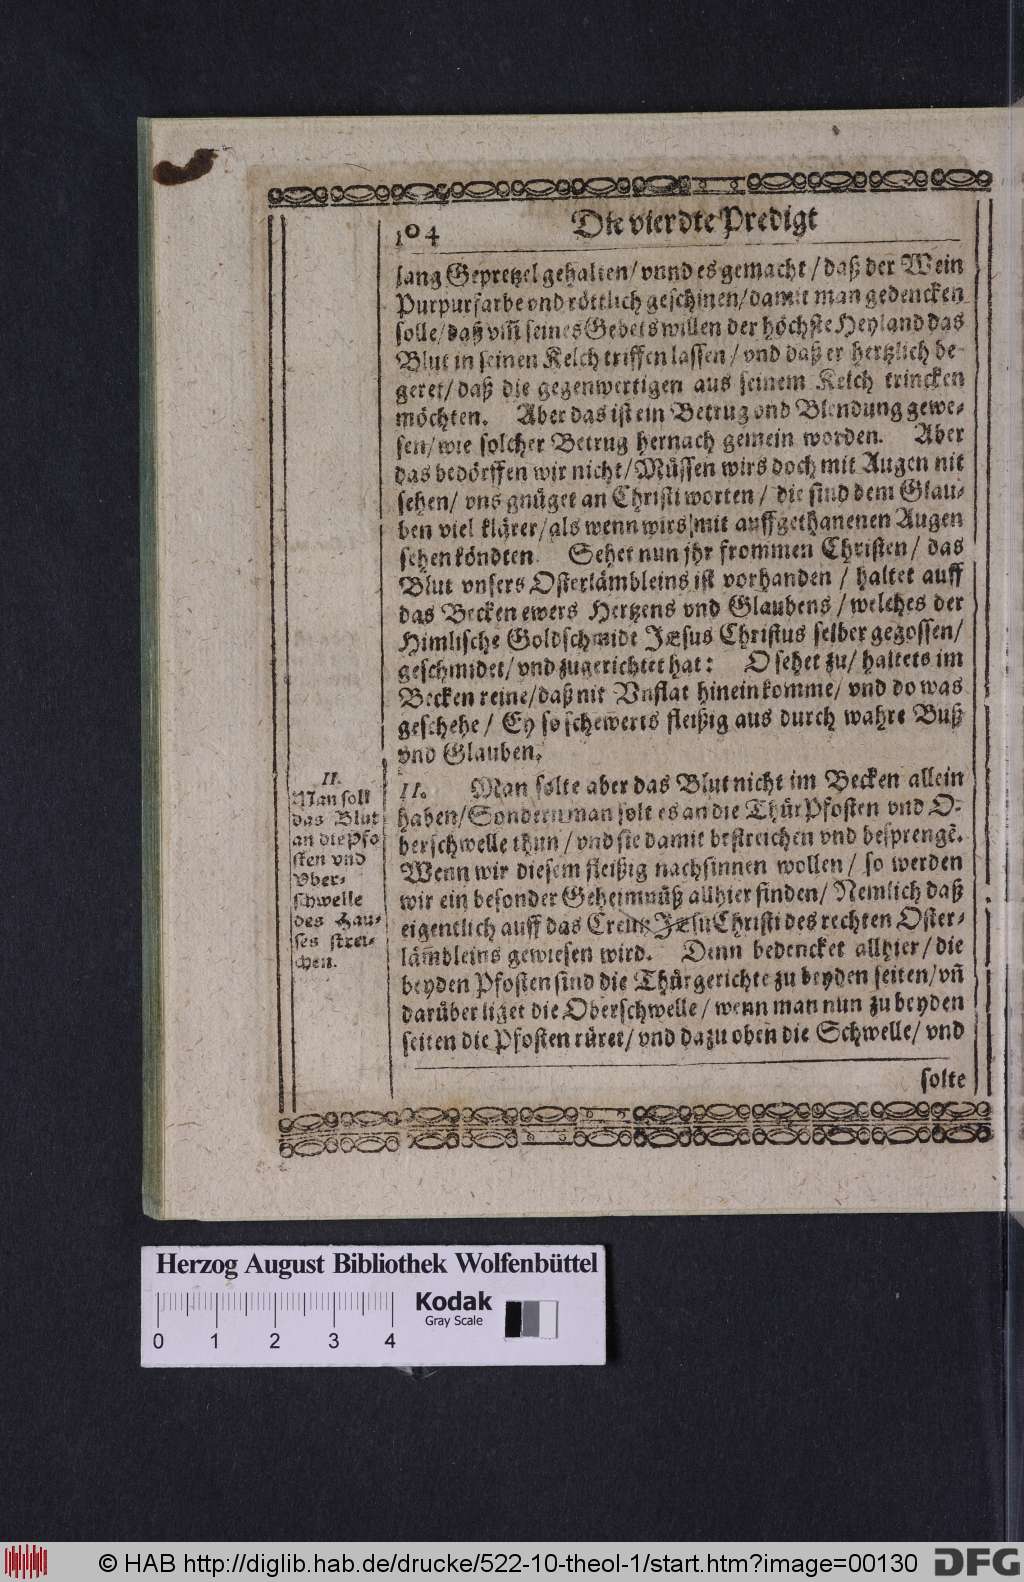 104
Die vierdte Predigt
lang Gepretzel gehalten/ vnnd es gemacht / daß der Wein
Purpurfarbe vnd röttlich geschinen/ damit man gedencken
solle/ daß vm̃ seines Gebets willen der höchste Heyland das
Blut in seinen Kelch trieffen lassen / vnd daß er hertzlich be-
geret/ daß die gegenwertigen aus seinem Kelch trincken
möchten. Aber das ist ein Betrug vnd Blendung gewe-
sen/ wie solcher Betrug hernach gemein worden. Aber
das bedörffen wir nicht/ Müssen wirs doch mit Augen nit
sehen/ vns gnüget an Christi worten / die sind dem Glau-
ben viel klärer/ als wenn wirs mit auffgethanenen Augen
sehen köndten Sehet nun jhr frommen Christen/ das
Blut vnsers Osterlämbleins ist vorhanden / haltet auff
das Becken ewers Hertzens vnd Glaubens / welches der
Himlische Goldschmidt Jesus Christus selber gegossen/
geschmidet/ vnd zugerichtet hat: O sehet zu/ haltets im
Becken reine/ daß nit Vnflat hinein komme/ vnd do was
geschehe / Ey so schewerts fleißig aus durch wahre Buß
vnd Glauben.
II.
Man soll
das Blut
an die Pfo
sten vnd
Vber-
schwelle
des Hau-
ses strei-
chen.
II. Man solte aber das Blut nicht im Becken allein
haben/ Sondern man solt es an die Thür Pfosten vnd O-
berschwelle thun / vnd sie damit bestreichen vnd besprengē.
Wenn wir diesem fleißig nachsinnen wollen / so werden
wir ein besonder Geheimnüß allhier finden/ Nemlich daß
eigentlich auff das Creutz Jesu Christi des rechten Oster-
läm̃bleins gewiesen wird. Denn bedencket allhier / die
beyden Pfosten sind die Thürgerichte zu beyden seiten/ vñ
darüber liget die Oberschwelle / wenn man nun zu beyden
seiten die Pfosten rüret/ vnd dazu oben die Schwelle/ vnd
solte
Herzog August Bibliothek Wolfenbüttel
0 1 2 3 4
Kodak
Gray Scale
© HAB http://diglib.hab.de/drucke/522-10-theol-1/start.htm?image=00130
DFG